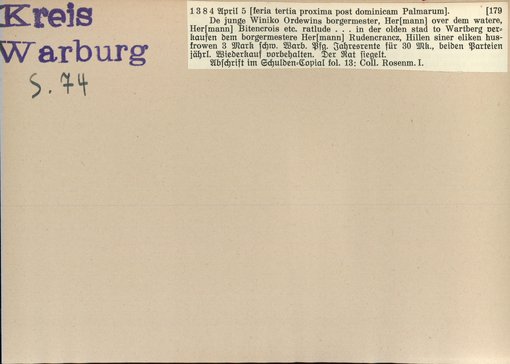 Kreis
Warburg
S. 74
1384 April 5 [feria tertia proxima post dominicam Palmarum]. [179
De junge Winiko Ordewins borgermester, Her[mann] over dem watere,
Her[mann] Bitencrois etc. ratlude . . . in der olden stad to Wartberg ver-
kaufen dem borgermestere Her[mann] Rudencrancz, Hillen siner eliken hus-
frowen 3 Mark schw. Warb. Pfg. Jahresrente für 30 Mk., beiden Parteien
jährl. Wiederkauf vorbehalten. Der Rat siegelt.
Abschrift im Schulden-Copial fol. 13; Coll. Rosenm. I.